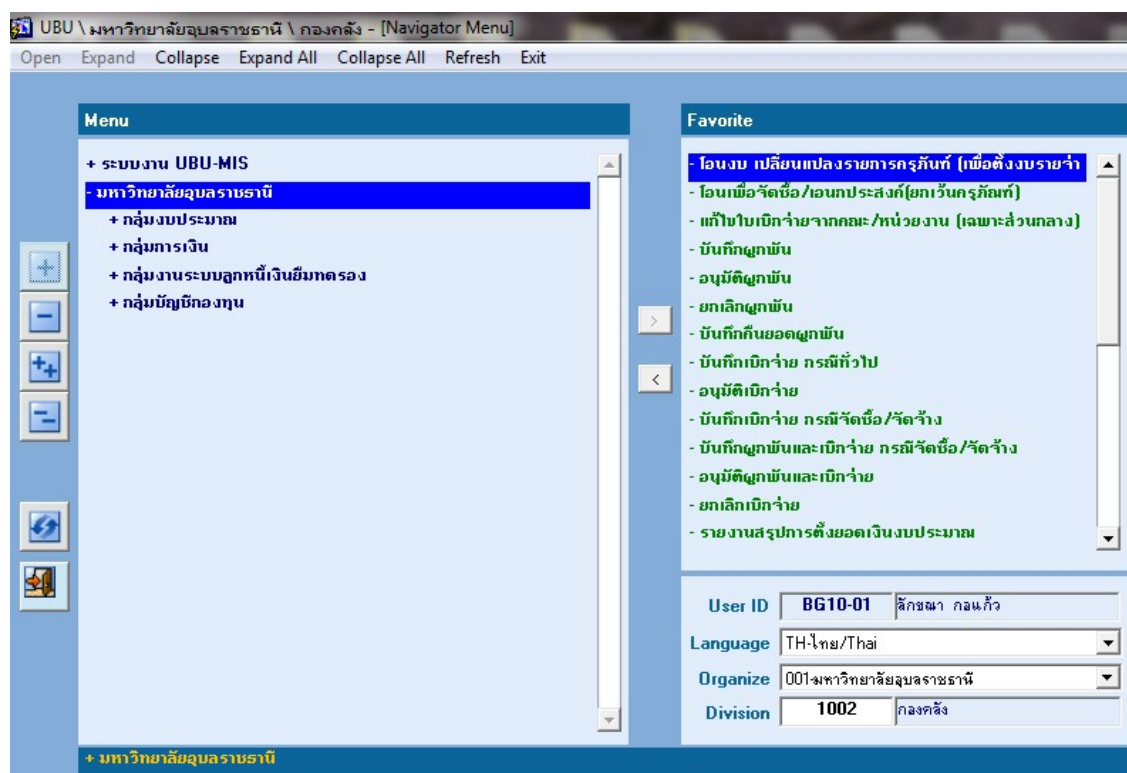 UBU \ มหาวิทยาลัยอุบลราชธานี \ กองคลัง - [Navigator Menu]
Open Expand Collapse Expand All Collapse All Refresh Exit
Menu
+ ระบบงาน UBU-MIS
- มหาวิทยาลัยอุบลราชธานี
+ กลุ่มงบประมาณ
+ กลุ่มการเงิน
+ กลุ่มงานระบบลูกหนี้เงินยืมทดรอง
+ กลุ่มบัญชีกองทุน
Favorite
- โอนงบ เปลี่ยนแปลงรายการครุภันท์ (เพื่อตั้งงบรายจ่า
- โอนเพื่อจัดซื้อ/เอนกประสงค์(ยกเว้นครุภัณฑ์)
- แก้ไขใบเบิกจ่ายจากคณะ/หน่วยงาน (เฉพาะส่วนกลาง)
- บันทึกผูกพัน
- อนุมัติผูกพัน
- ยกเลิกผูกพัน
- บันทึกคืนยอดผูกพัน
- บันทึกเบิกจ่าย กรณีทั่วไป
- อนุมัติเบิกจ่าย
- บันทึกเบิกจ่าย กรณีจัดซื้อ/จัดจ้าง
- บันทึกผูกพันและเบิกจ่าย กรณีจัดซื้อ/จัดจ้าง
- อนุมัติผูกพันและเบิกจ่าย
- ยกเลิกเบิกจ่าย
- รายงานสรุปการตั้งยอดเงินงบประมาณ
User ID BG10-01 ลักขณา กอแก้ว
Language TH-ไทย/Thai
Organize 001-มหาวิทยาลัยอุบลราชธานี
Division 1002 กองคลัง
+ มหาวิทยาลัยอุบลราชธานี